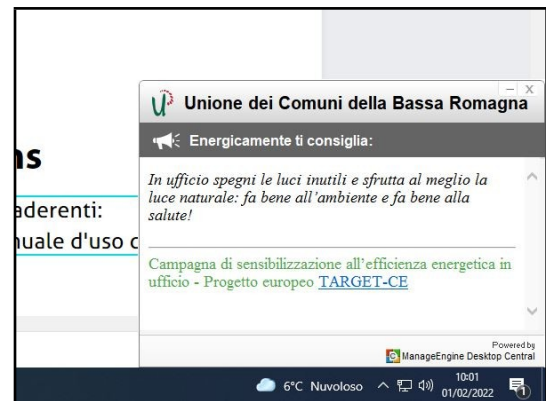 Unione dei Comuni della Bassa Romagna
Energicamente ti consiglia:
ns
In ufficio spegni le luci inutili e sfrutta al meglio la
luce naturale: fa bene all'ambiente e fa bene alla
salute!
aderenti:
nuale d'uso c
Campagna di sensibilizzazione all'efficienza energetica in
ufficio - Progetto europeo TARGET-CE
Powered by
ManageEngine Desktop Central
6°C Nuvoloso
10:01
01/02/2022
1